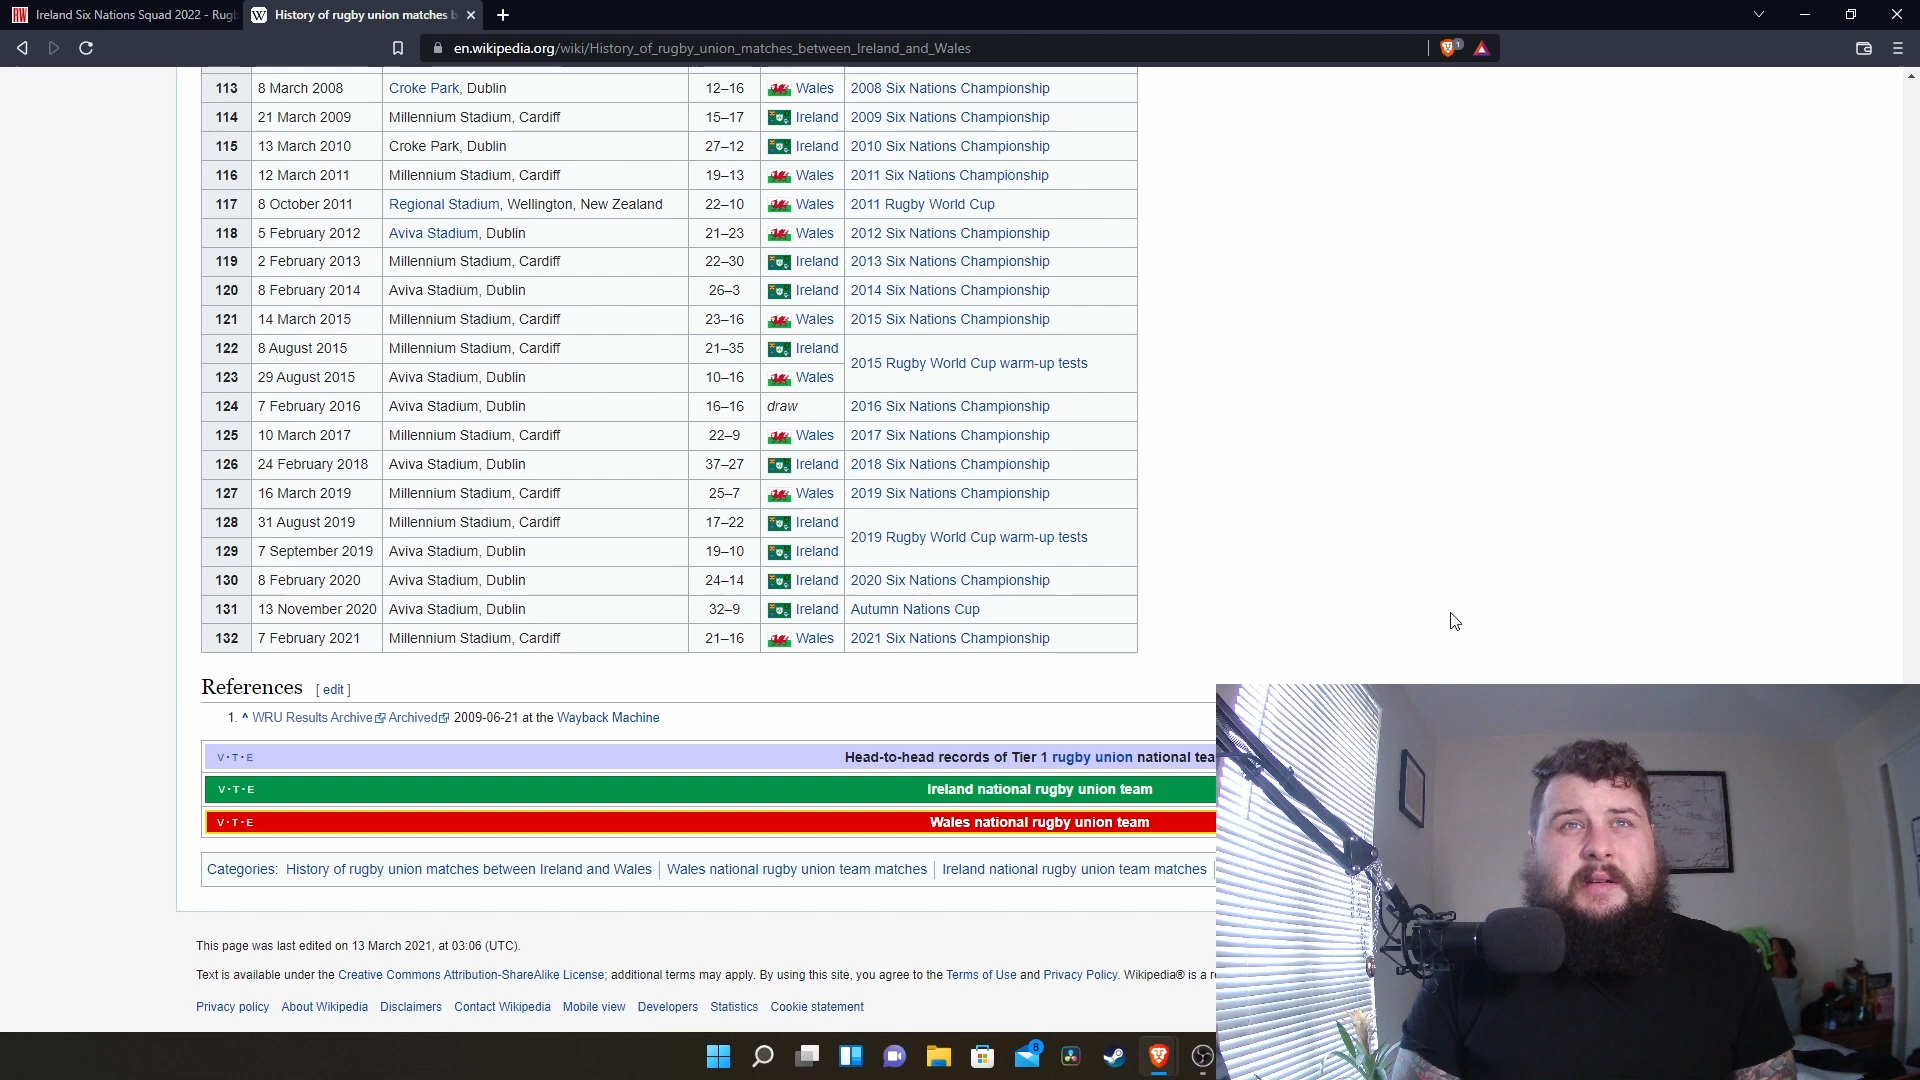 Ireland Six Nations Squad 2022 - Rug
History of rugby union matches b
en.wikipedia.org/wiki/History_of_rugby_union_matches_between_Ireland_and_Wales
113 8 March 2008 Croke Park, Dublin 12–16 Wales 2008 Six Nations Championship
114 21 March 2009 Millennium Stadium, Cardiff 15–17 Ireland 2009 Six Nations Championship
115 13 March 2010 Croke Park, Dublin 27–12 Ireland 2010 Six Nations Championship
116 12 March 2011 Millennium Stadium, Cardiff 19–13 Wales 2011 Six Nations Championship
117 8 October 2011 Regional Stadium, Wellington, New Zealand 22–10 Wales 2011 Rugby World Cup
118 5 February 2012 Aviva Stadium, Dublin 21–23 Wales 2012 Six Nations Championship
119 2 February 2013 Millennium Stadium, Cardiff 22–30 Ireland 2013 Six Nations Championship
120 8 February 2014 Aviva Stadium, Dublin 26–3 Ireland 2014 Six Nations Championship
121 14 March 2015 Millennium Stadium, Cardiff 23–16 Wales 2015 Six Nations Championship
122 8 August 2015 Millennium Stadium, Cardiff 21–35 Ireland
2015 Rugby World Cup warm-up tests
123 29 August 2015 Aviva Stadium, Dublin 10–16 Wales
124 7 February 2016 Aviva Stadium, Dublin 16–16 draw 2016 Six Nations Championship
125 10 March 2017 Millennium Stadium, Cardiff 22–9 Wales 2017 Six Nations Championship
126 24 February 2018 Aviva Stadium, Dublin 37–27 Ireland 2018 Six Nations Championship
127 16 March 2019 Millennium Stadium, Cardiff 25–7 Wales 2019 Six Nations Championship
128 31 August 2019 Millennium Stadium, Cardiff 17–22 Ireland
2019 Rugby World Cup warm-up tests
129 7 September 2019 Aviva Stadium, Dublin 19–10 Ireland
130 8 February 2020 Aviva Stadium, Dublin 24–14 Ireland 2020 Six Nations Championship
131 13 November 2020 Aviva Stadium, Dublin 32–9 Ireland Autumn Nations Cup
132 7 February 2021 Millennium Stadium, Cardiff 21–16 Wales 2021 Six Nations Championship
References [ edit ]
1. ^ WRU Results Archive Archived 2009-06-21 at the Wayback Machine
V·T·E Head-to-head records of Tier 1 rugby union national tea
V·T·E Ireland national rugby union team
V·T·E Wales national rugby union team
Categories: History of rugby union matches between Ireland and Wales | Wales national rugby union team matches | Ireland national rugby union team matches |
This page was last edited on 13 March 2021, at 03:06 (UTC).
Text is available under the Creative Commons Attribution-ShareAlike License; additional terms may apply. By using this site, you agree to the Terms of Use and Privacy Policy. Wikipedia® is a r
Privacy policy About Wikipedia Disclaimers Contact Wikipedia Mobile view Developers Statistics Cookie statement
8